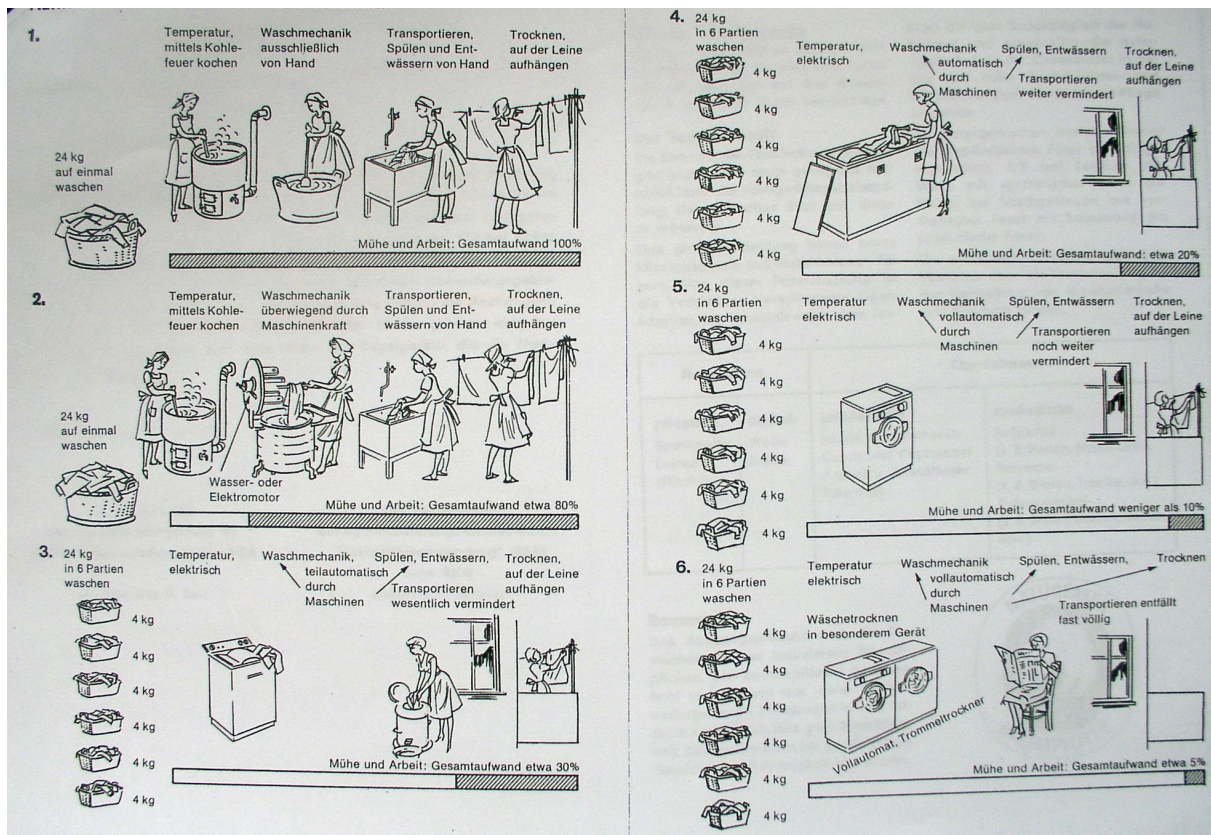 1.
Temperatur,
mittels Kohle-
feuer kochen
Waschmechanik
ausschließlich
von Hand
Transportieren,
Spülen und Ent-
wässern von Hand
Trocknen,
auf der Leine
aufhängen
24 kg
auf einmal
waschen
Mühe und Arbeit: Gesamtaufwand 100%
2.
Temperatur,
mittels Kohle-
feuer kochen
Waschmechanik
überwiegend durch
Maschinenkraft
Transportieren,
Spülen und Ent-
wässern von Hand
Trocknen,
auf der Leine
aufhängen
24 kg
auf einmal
waschen
Wasser- oder
Elektromotor
Mühe und Arbeit: Gesamtaufwand etwa 80%
3.
24 kg
in 6 Partien
waschen
Temperatur,
elektrisch
Waschmechanik,
teilautomatisch
durch
Maschinen
Spülen, Entwässern,
Transportieren
wesentlich vermindert
Trocknen,
auf der Leine
aufhängen
4 kg
4 kg
4 kg
4 kg
4 kg
4 kg
Mühe und Arbeit: Gesamtaufwand etwa 30%
4.
24 kg
in 6 Partien
waschen
Temperatur,
elektrisch
Waschmechanik
automatisch
durch
Maschinen
Spülen, Entwässern
Transportieren
weiter vermindert
Trocknen,
auf der Leine
aufhängen
4 kg
4 kg
4 kg
4 kg
4 kg
4 kg
Mühe und Arbeit: Gesamtaufwand: etwa 20%
5.
24 kg
in 6 Partien
waschen
Temperatur
elektrisch
Waschmechanik
vollautomatisch
durch
Maschinen
Spülen, Entwässern
Transportieren
noch weiter
vermindert
Trocknen,
auf der Leine
aufhängen
4 kg
4 kg
4 kg
4 kg
4 kg
4 kg
Mühe und Arbeit: Gesamtaufwand weniger als 10%
6.
24 kg
in 6 Partien
waschen
Temperatur
elektrisch
Waschmechanik
vollautomatisch
durch
Maschinen
Spülen, Entwässern,
Trocknen
Transportieren entfällt
fast völlig
Wäschetrocknen
in besonderem Gerät
4 kg
4 kg
4 kg
4 kg
4 kg
4 kg
Vollautomat, Trommeltrockner
Mühe und Arbeit: Gesamtaufwand etwa 5%